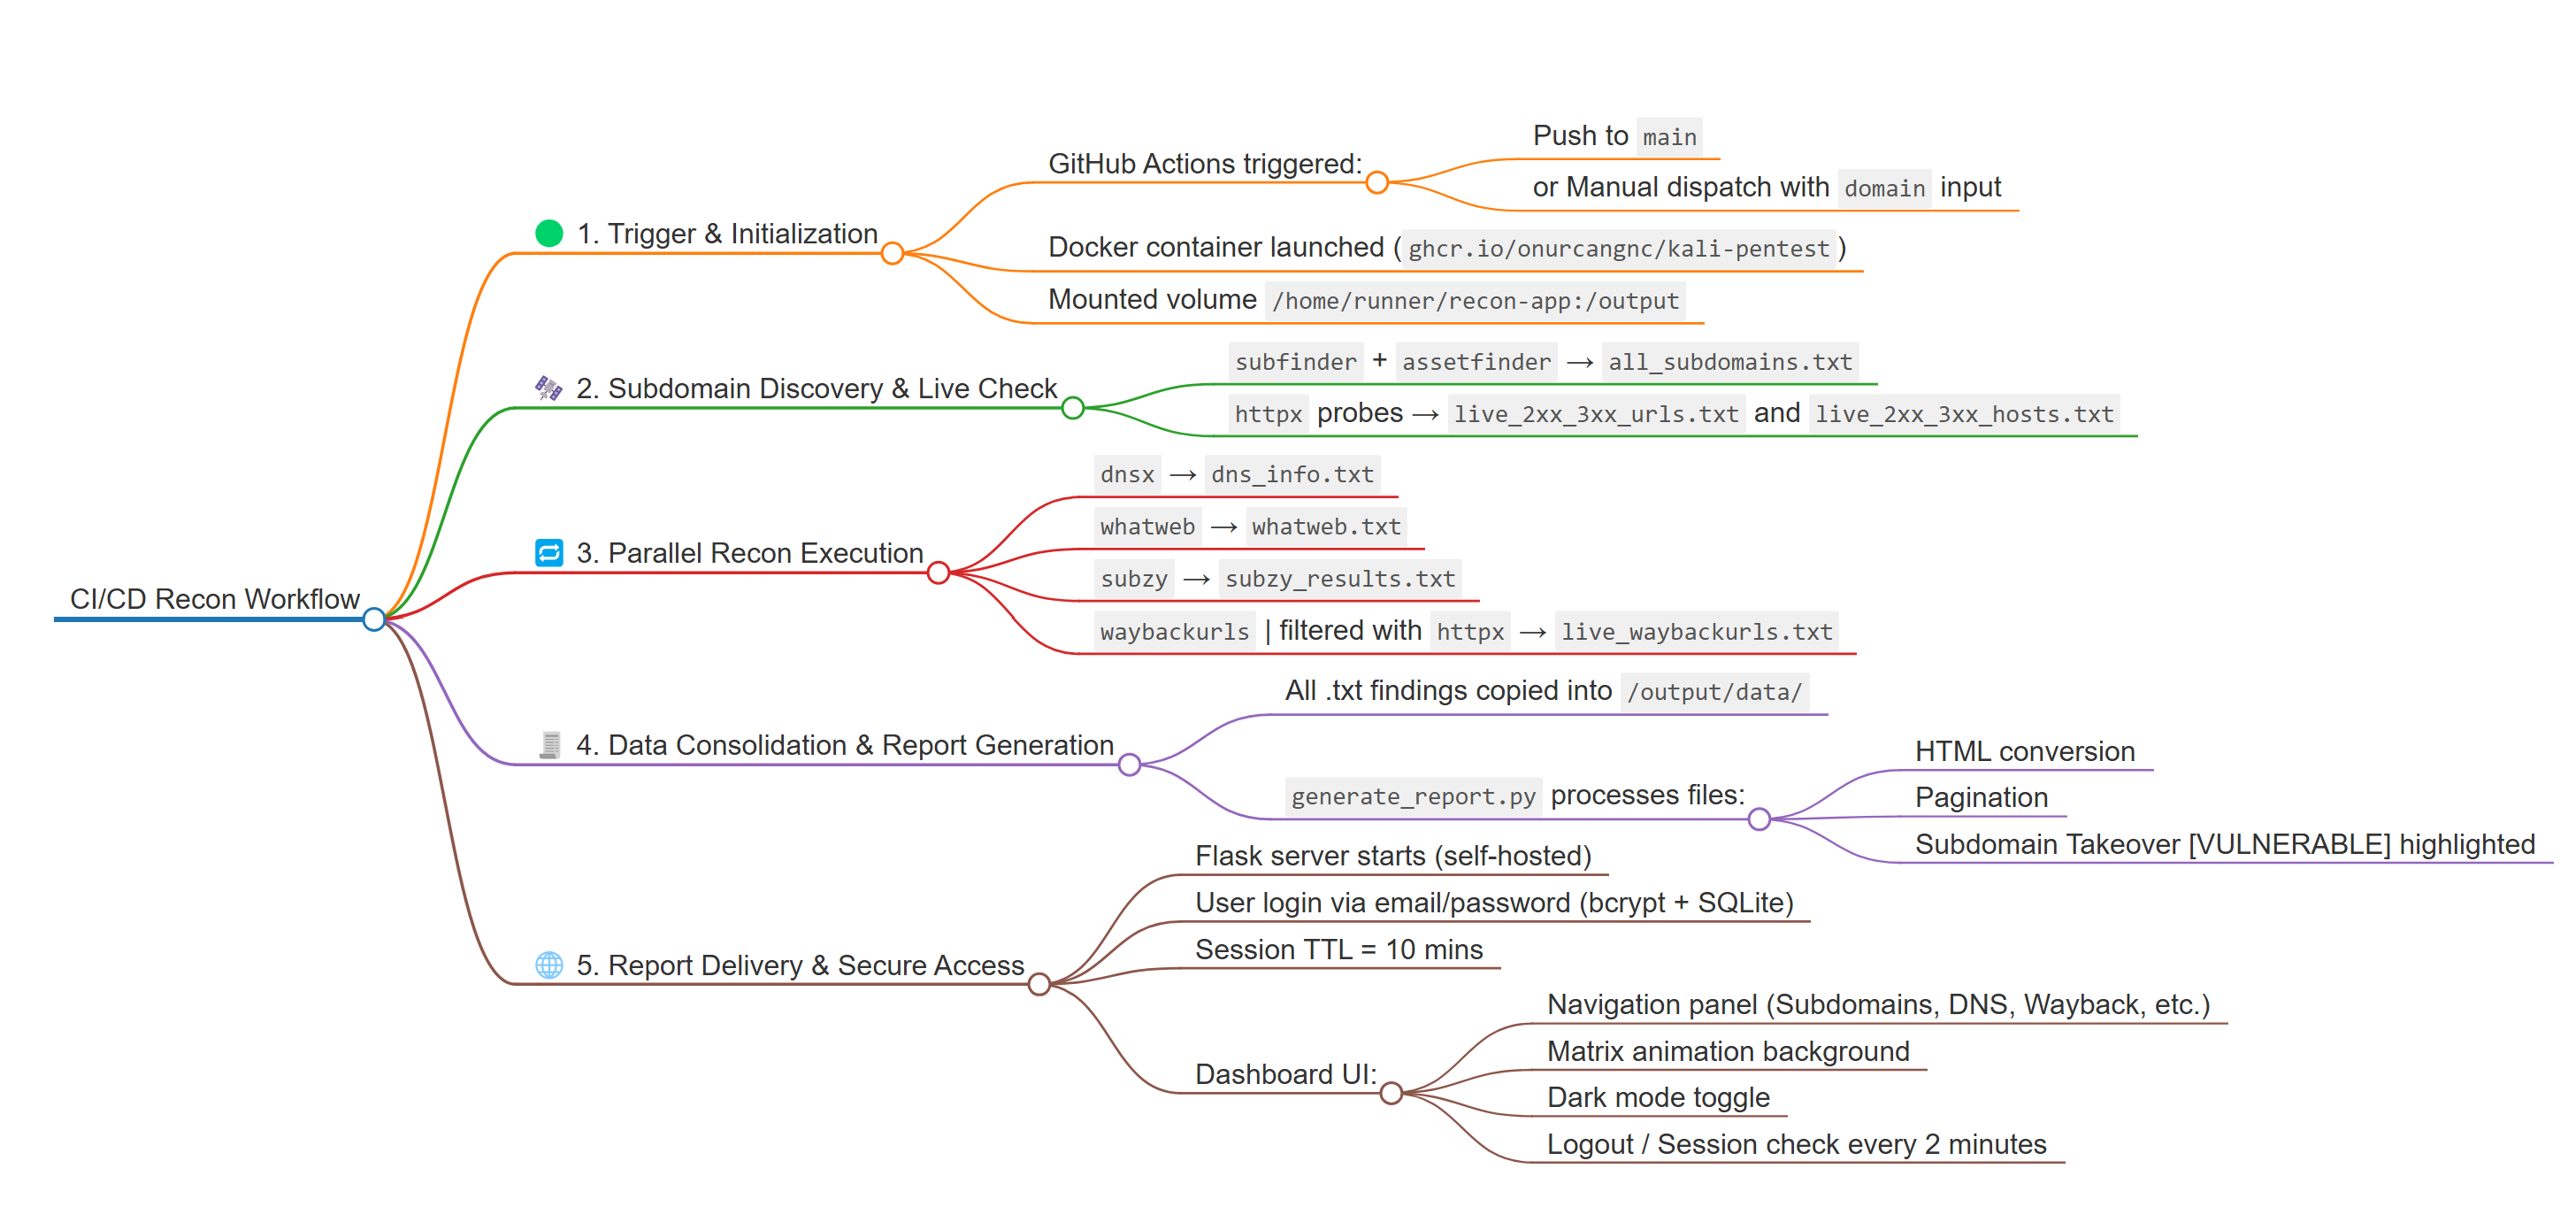 CI/CD Recon Workflow
1. Trigger & Initialization
GitHub Actions triggered:
Push to main
or Manual dispatch with domain input
Docker container launched (ghcr.io/onurcangnc/kali-pentest)
Mounted volume /home/runner/recon-app:/output
2. Subdomain Discovery & Live Check
subfinder + assetfinder → all_subdomains.txt
httpx probes → live_2xx_3xx_urls.txt and live_2xx_3xx_hosts.txt
3. Parallel Recon Execution
dnsx → dns_info.txt
whatweb → whatweb.txt
subzy → subzy_results.txt
waybackurls | filtered with httpx → live_waybackurls.txt
4. Data Consolidation & Report Generation
All .txt findings copied into /output/data/
generate_report.py processes files:
HTML conversion
Pagination
Subdomain Takeover [VULNERABLE] highlighted
5. Report Delivery & Secure Access
Flask server starts (self-hosted)
User login via email/password (bcrypt + SQLite)
Session TTL = 10 mins
Dashboard UI:
Navigation panel (Subdomains, DNS, Wayback, etc.)
Matrix animation background
Dark mode toggle
Logout / Session check every 2 minutes